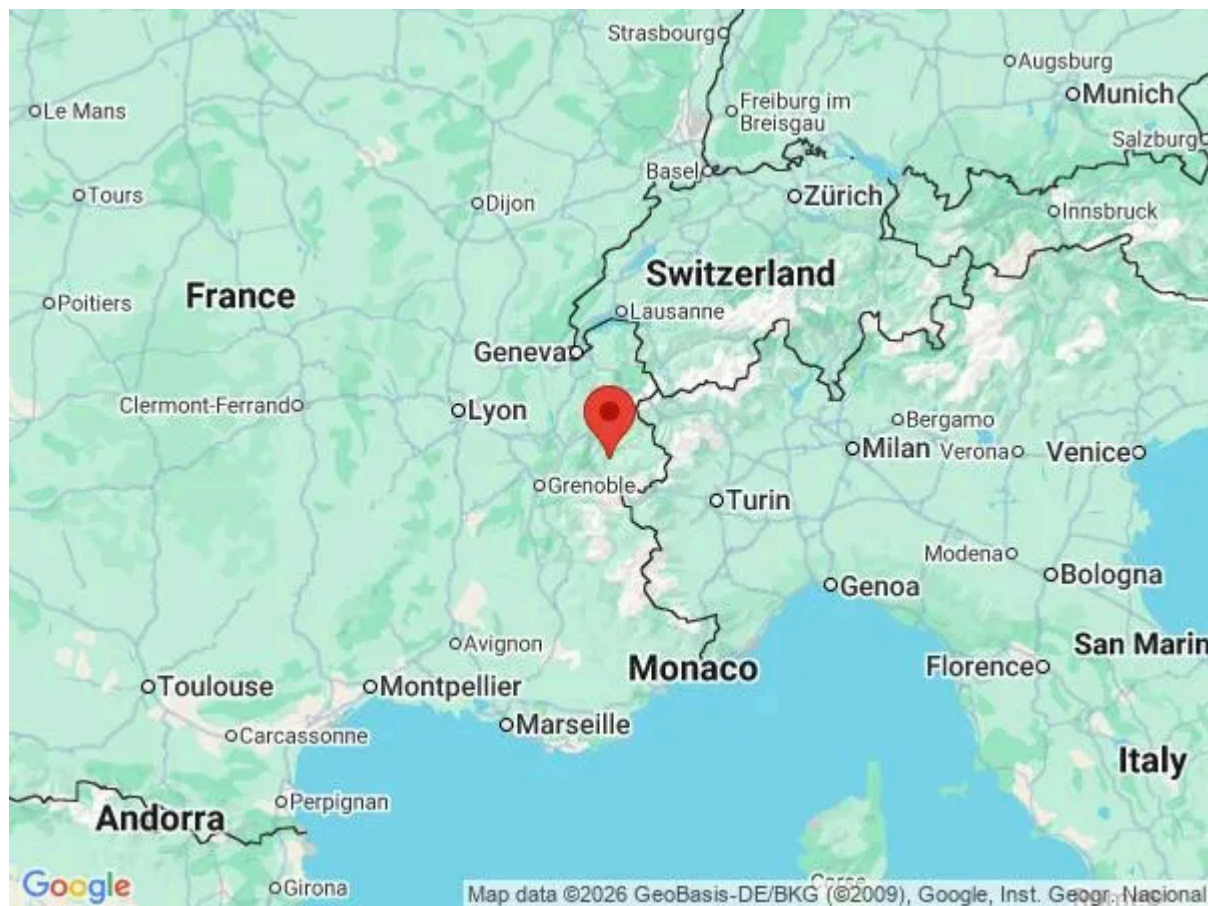 Strasbourg
Augsburg
Munich
Le Mans
Freiburg im
Breisgau
Salzburg
Basel
Tours
Dijon
Zürich
Innsbruck
Switzerland
France
Poitiers
Lausanne
Geneva
Clermont-Ferrand
Lyon
Bergamo
Milan
Verona
Venice
Grenoble
Turin
Modena
Bologna
Genoa
Avignon
San Marin
Monaco
Florence
Toulouse
Montpellier
Marseille
Carcassonne
Italy
Perpignan
Andorra
Google
Girona
Map data ©2026 GeoBasis-DE/BKG (©2009), Google, Inst. Geogr. Nacional